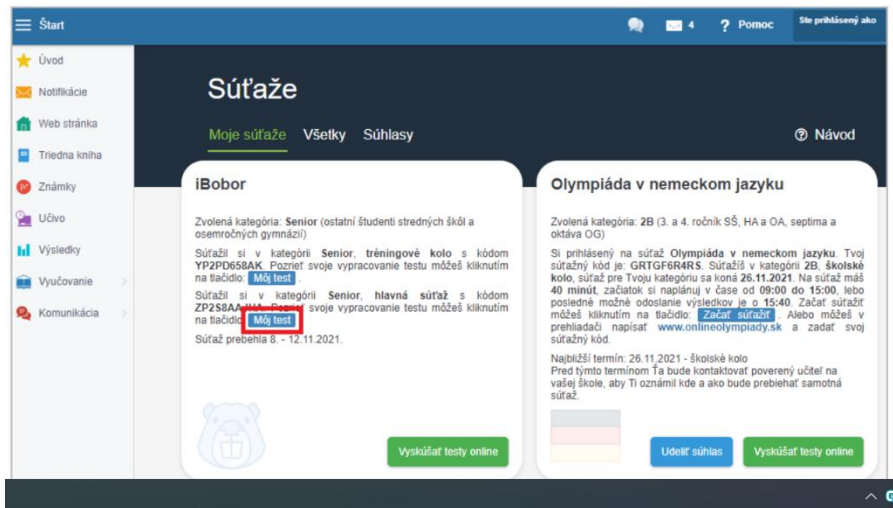 Štart
4
? Pomoc
Ste prihlásený ako
Úvod
Notifikácie
Web stránka
Triedna kniha
Známky
Učivo
Výsledky
Vyučovanie
Komunikácia
Súťaže
Moje súťaže Všetky Súhlasy
Návod
iBobor
Zvolená kategória: Senior (ostatní študenti stredných škôl a
osemročných gymnázií)
Súťažil si v kategórii Senior, tréningové kolo s kódom
YP2PD658AK. Pozrieť svoje vypracovanie testu môžeš kliknutím
na tlačidlo: Môj test .
Súťažil si v kategórii Senior, hlavná súťaž s kódom
Pozrieť svoje vypracovanie testu môžeš kliknutím
na tlačidlo: Môj test
Súťaž prebehla 8. - 12.11.2021.
Vyskúšať testy online
Olympiáda v nemeckom jazyku
Zvolená kategória: 2B (3. a 4. ročník SŠ, HA a OA, septima a
oktáva OG)
Si prihlásený na súťaž Olympiáda v nemeckom jazyku. Tvoj
súťažný kód je: GRTGF6R4RS. Súťažíš v kategórii 2B, školské
kolo, súťaž pre Tvoju kategóriu sa koná 26.11.2021. Na súťaž máš
40 minút, začiatok si naplánuj v čase od 09:00 do 15:00, lebo
posledné možné odoslanie výsledkov je o 15:40. Začať súťažiť
môžeš kliknutím na tlačidlo: Začať súťažiť . Alebo môžeš v
prehliadači napísať www.onlineolympiady.sk a zadať svoj
súťažný kód.
Najbližší termín: 26.11.2021 - školské kolo
Pred týmto termínom Ťa bude kontaktovať poverený učiteľ na
vašej škole, aby Ti oznámil kde a ako bude prebiehať samotná
súťaž.
Udeliť súhlas Vyskúšať testy online